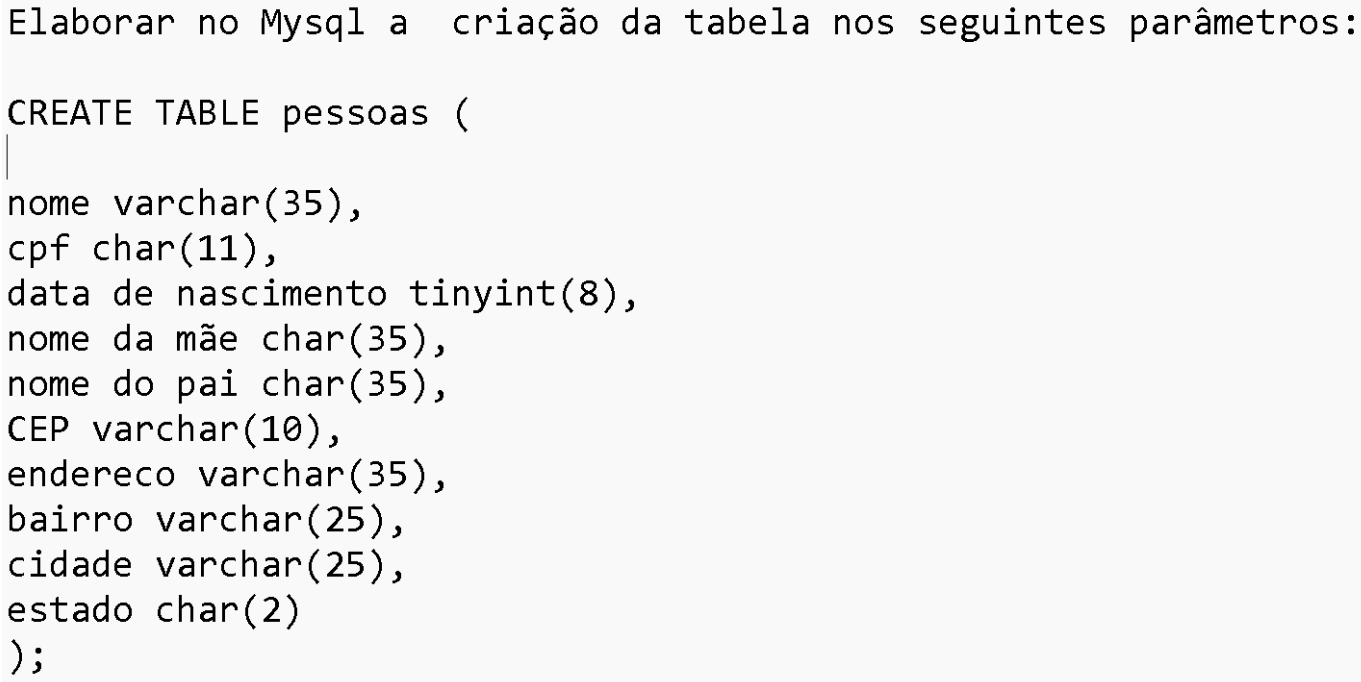 Elaborar no Mysql a  criação da tabela nos seguintes parâmetros:
CREATE TABLE pessoas (
nome varchar(35),
cpf char(11),
data de nascimento tinyint(8),
nome da mãe char(35),
nome do pai char(35),
CEP varchar(10),
endereco varchar(35),
bairro varchar(25),
cidade varchar(25),
estado char(2)
);